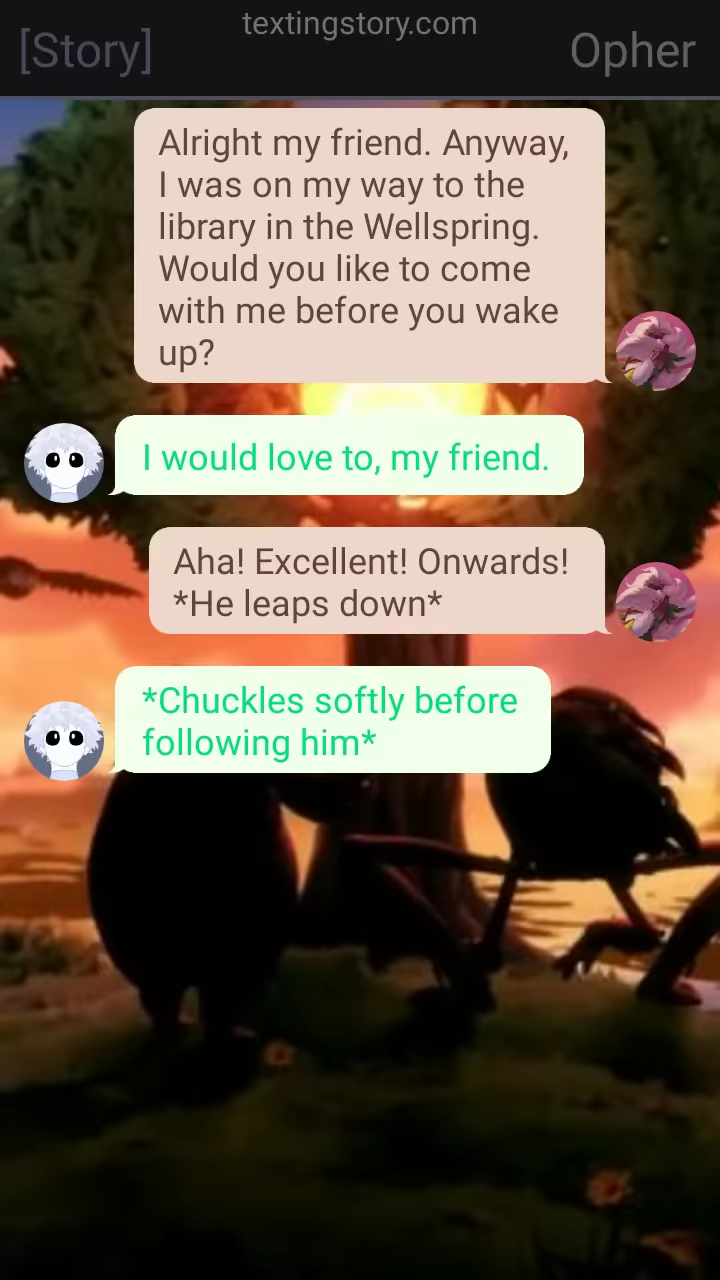 textingstory.com
[Story]
Opher
Alright my friend. Anyway,
I was on my way to the
library in the Wellspring.
Would you like to come
with me before you wake
up?
I would love to, my friend.
Aha! Excellent! Onwards!
*He leaps down*
*Chuckles softly before
following him*